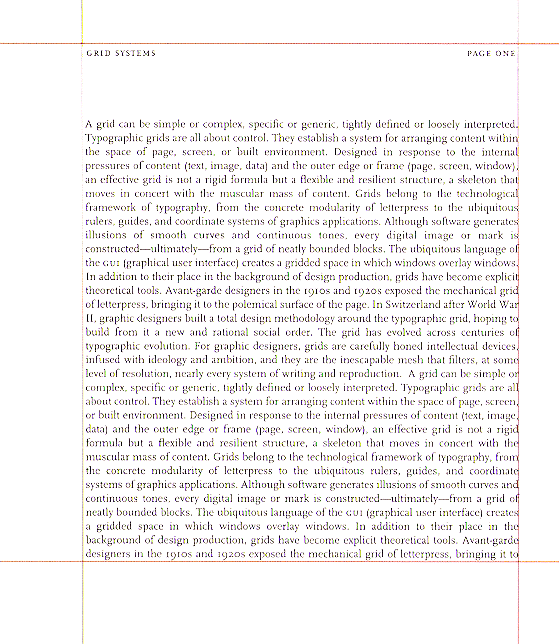 GRID SYSTEMS PAGE ONE
A grid can be simple or complex, specific or generic, tightly defined or loosely interpreted.
Typographic grids are all about control. They establish a system for arranging content within
the space of page, screen, or built environment. Designed in response to the internal
pressures of content (text, image, data) and the outer edge or frame (page, screen, window),
an effective grid is not a rigid formula but a flexible and resilient structure, a skeleton that
moves in concert with the muscular mass of content. Grids belong to the technological
framework of typography, from the concrete modularity of letterpress to the ubiquitous
rulers, guides, and coordinate systems of graphics applications. Although software generates
illusions of smooth curves and continuous tones, every digital image or mark is
constructed—ultimately—from a grid of neatly bounded blocks. The ubiquitous language of
the GUI (graphical user interface) creates a gridded space in which windows overlay windows.
In addition to their place in the background of design production, grids have become explicit
theoretical tools. Avant-garde designers in the 1910s and 1920s exposed the mechanical grid
of letterpress, bringing it to the polemical surface of the page. In Switzerland after World War
II, graphic designers built a total design methodology around the typographic grid, hoping to
build from it a new and rational social order. The grid has evolved across centuries of
typographic evolution. For graphic designers, grids are carefully honed intellectual devices,
infused with ideology and ambition, and they are the inescapable mesh that filters, at some
level of resolution, nearly every system of writing and reproduction. A grid can be simple or
complex, specific or generic, tightly defined or loosely interpreted. Typographic grids are all
about control. They establish a system for arranging content within the space of page, screen,
or built environment. Designed in response to the internal pressures of content (text, image,
data) and the outer edge or frame (page, screen, window), an effective grid is not a rigid
formula but a flexible and resilient structure, a skeleton that moves in concert with the
muscular mass of content. Grids belong to the technological framework of typography, from
the concrete modularity of letterpress to the ubiquitous rulers, guides, and coordinate
systems of graphics applications. Although software generates illusions of smooth curves and
continuous tones, every digital image or mark is constructed—ultimately—from a grid of
neatly bounded blocks. The ubiquitous language of the GUI (graphical user interface) creates
a gridded space in which windows overlay windows. In addition to their place in the
background of design production, grids have become explicit theoretical tools. Avant-garde
designers in the 1910s and 1920s exposed the mechanical grid of letterpress, bringing it to